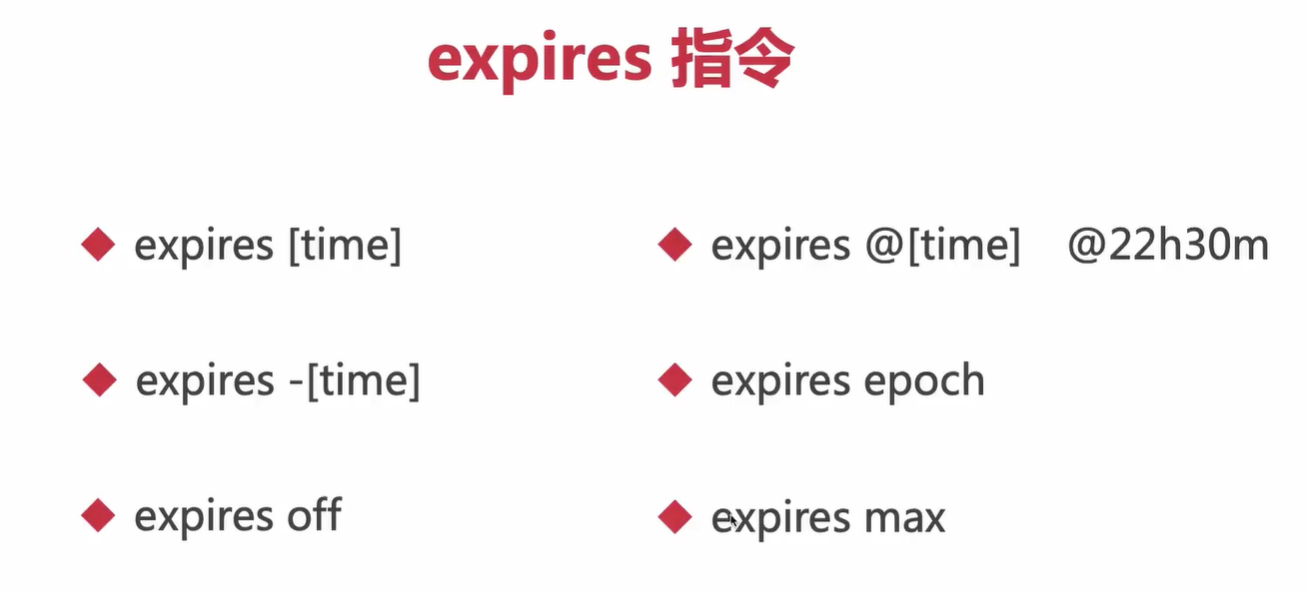 expires 指令
expires [time]
expires @[time] @22h30m
expires -[time]
expires epoch
expires off
expires max